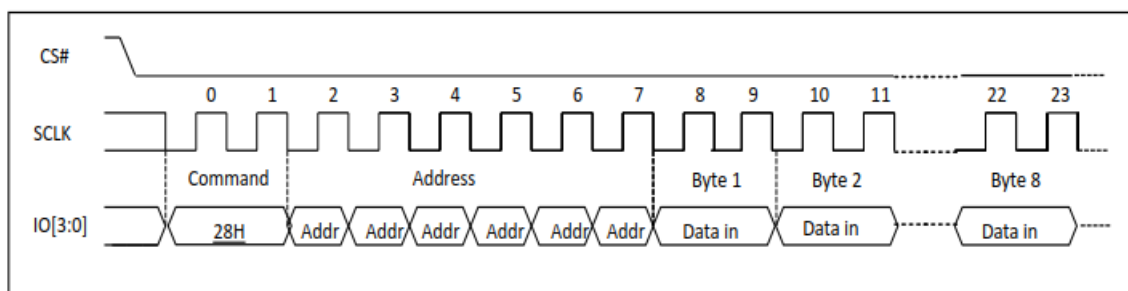 CS#
0 1 2 3 4 5 6 7 8 9 10 11 22 23
SCLK
Command Address Byte 1 Byte 2 Byte 8
IO[3:0] 28H Addr Addr Addr Addr Addr Addr Data in Data in Data in